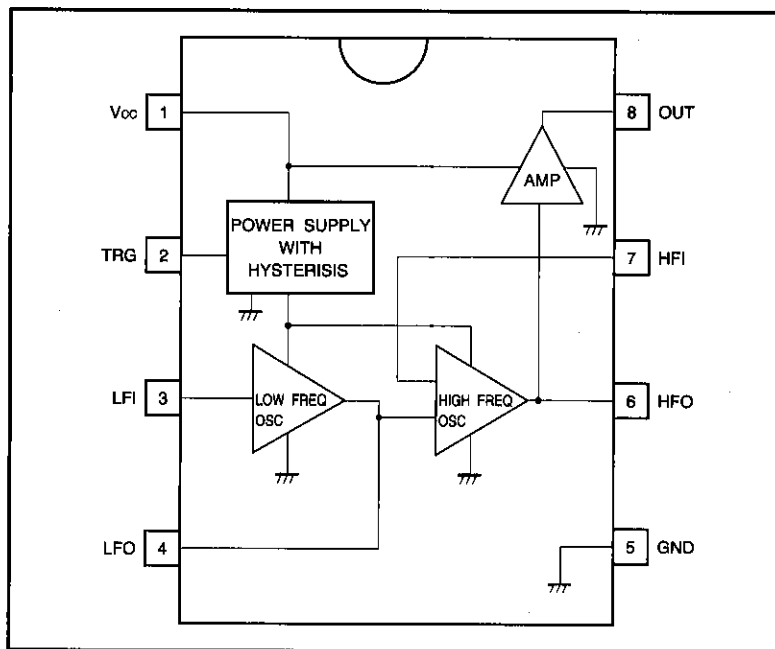 Vcc 1
8 OUT
AMP
POWER SUPPLY
WITH
HYSTERISIS
TRG 2
7 HFI
LFI 3
LOW FREQ
OSC
HIGH FREQ
OSC
6 HFO
LFO 4
5 GND